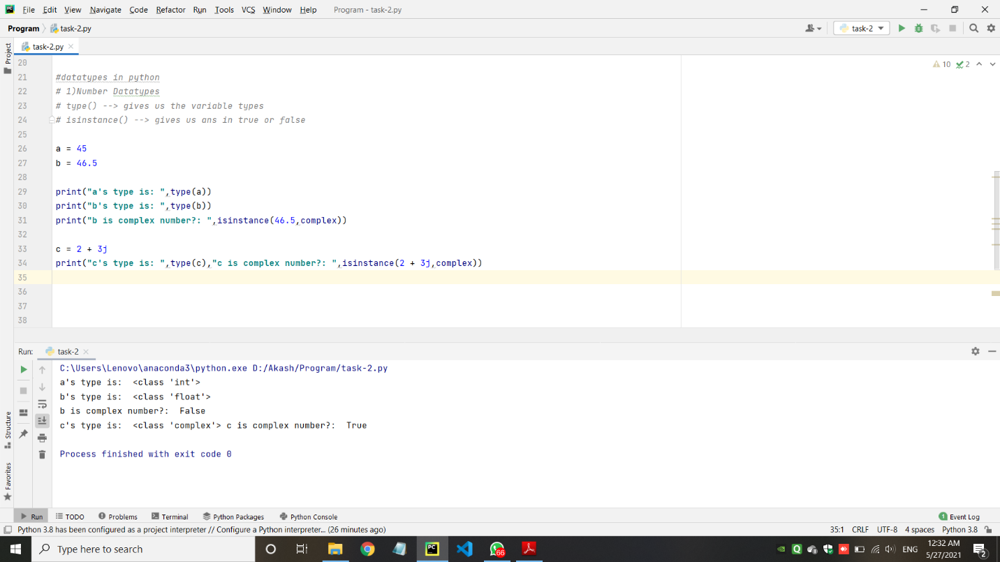 File Edit View Navigate Code Refactor Run Tools VCS Window Help Program - task-2.py
Program task-2.py task-2
Project
task-2.py
10 2
20
21 #datatypes in python
22 # 1)Number Datatypes
23 # type() --> gives us the variable types
24 # isinstance() --> gives us ans in true or false
25
26 a = 45
27 b = 46.5
28
29 print("a's type is: ",type(a))
30 print("b's type is: ",type(b))
31 print("b is complex number?: ",isinstance(46.5,complex))
32
33 c = 2 + 3j
34 print("c's type is: ",type(c),"c is complex number?: ",isinstance(2 + 3j,complex))
35
36
37
38
Run: task-2
C:\Users\Lenovo\anaconda3\python.exe D:/Akash/Program/task-2.py
a's type is:  <class 'int'>
b's type is:  <class 'float'>
b is complex number?:  False
c's type is:  <class 'complex'> c is complex number?:  True
Process finished with exit code 0
Structure
Favorites
Run TODO Problems Terminal Python Packages Python Console 1 Event Log
Python 3.8 has been configured as a project interpreter // Configure a Python interpreter... (26 minutes ago) 35:1 CRLF UTF-8 4 spaces Python 3.8
Type here to search PC 66 ENG 12:32 AM 2
5/27/2021